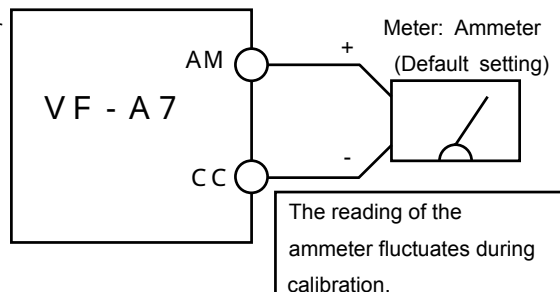 Meter: Ammeter
(Default setting)
AM
+
VF-A7
CC
-
The reading of the
ammeter fluctuates during
calibration.